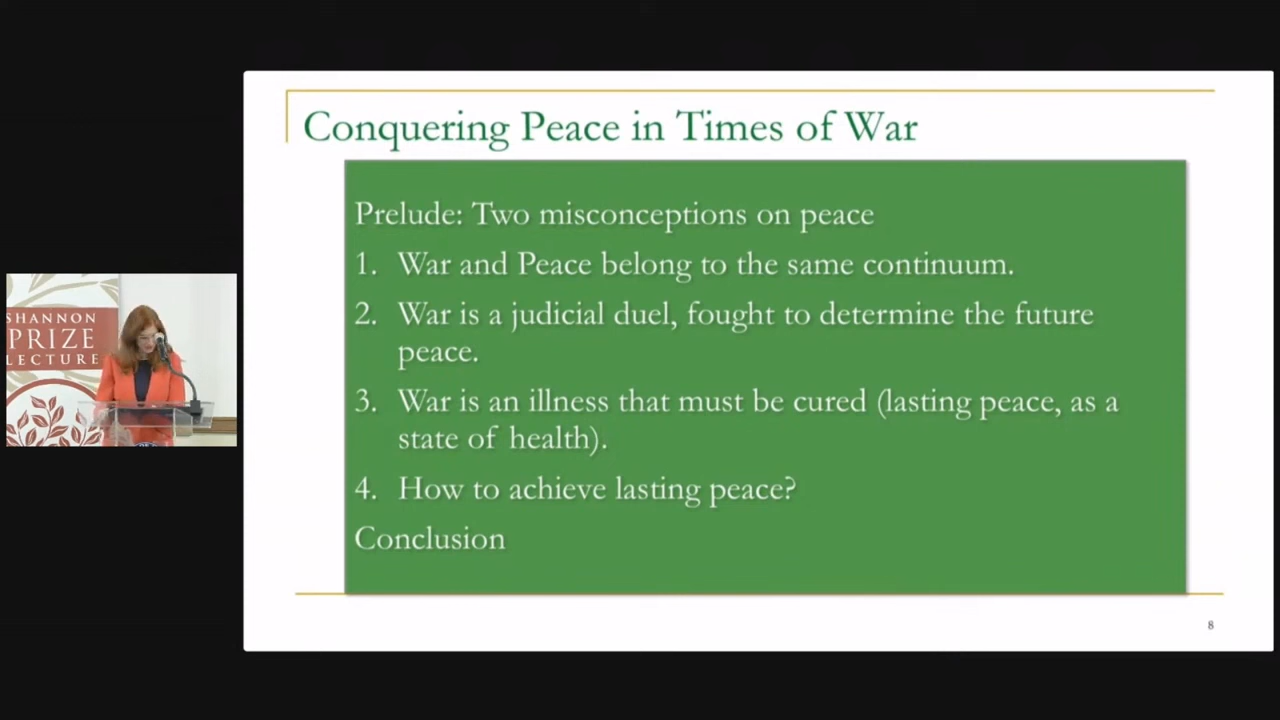 SHANNON
PRIZE
LECTURE
Conquering Peace in Times of War
Prelude: Two misconceptions on peace
1. War and Peace belong to the same continuum.
2. War is a judicial duel, fought to determine the future
peace.
3. War is an illness that must be cured (lasting peace, as a
state of health).
4. How to achieve lasting peace?
Conclusion
8